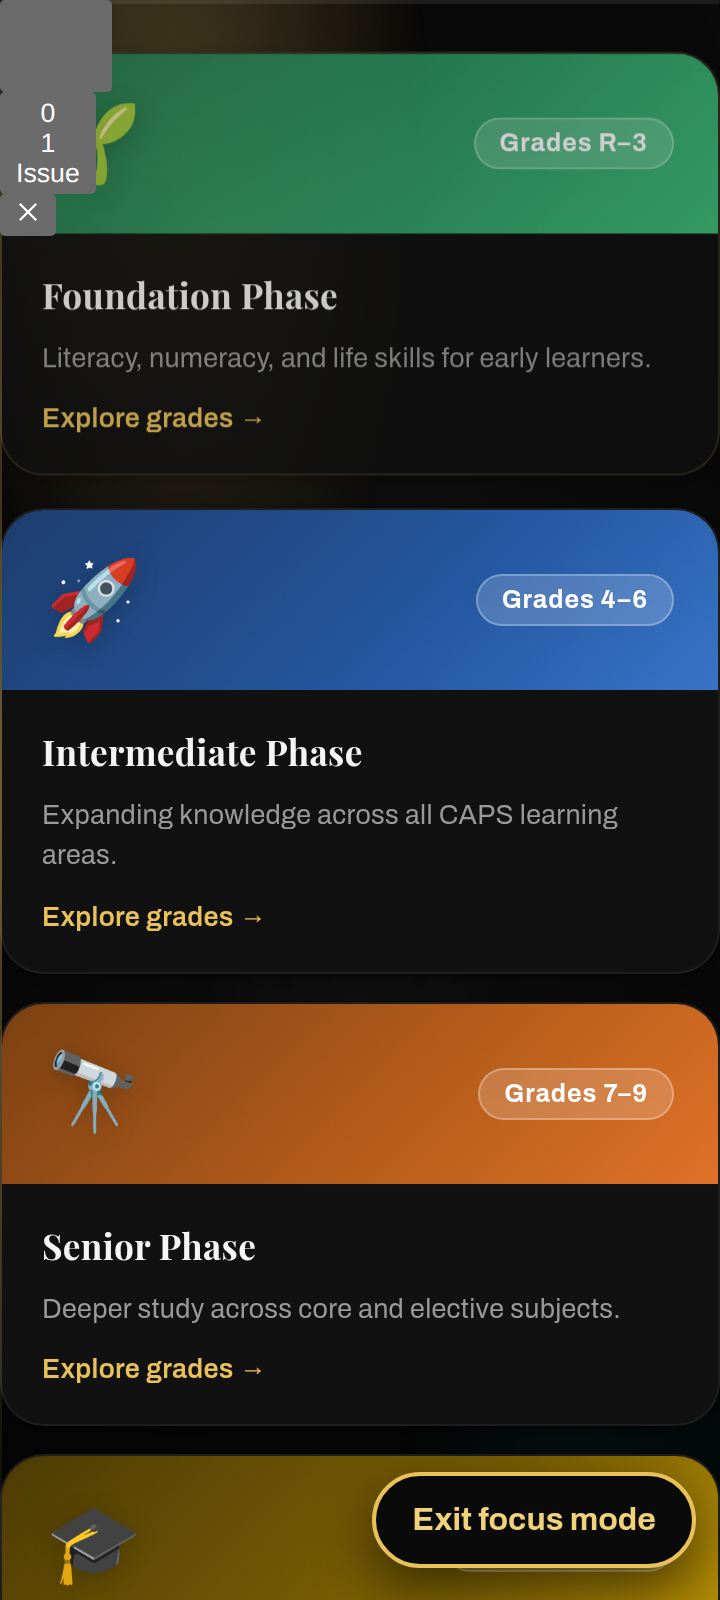 0
1
Issue
Grades R–3
Foundation Phase
Literacy, numeracy, and life skills for early learners.
Explore grades →
Grades 4–6
Intermediate Phase
Expanding knowledge across all CAPS learning
areas.
Explore grades →
Grades 7–9
Senior Phase
Deeper study across core and elective subjects.
Explore grades →
Exit focus mode